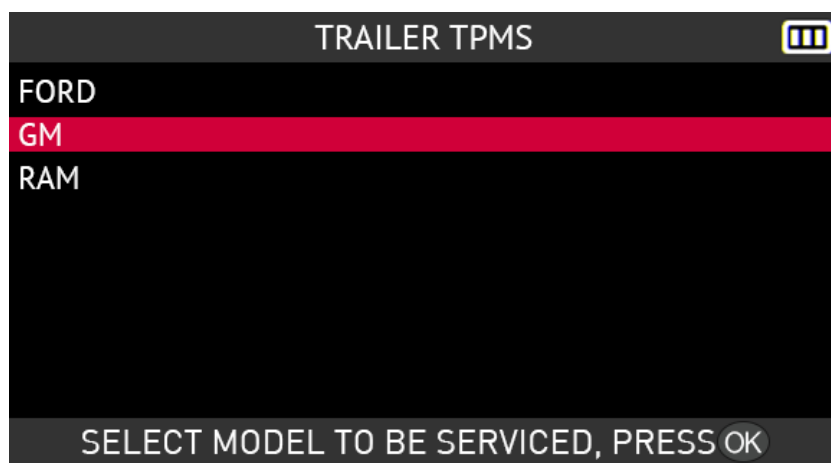 TRAILER TPMS
FORD
GM
RAM
SELECT MODEL TO BE SERVICED, PRESS OK